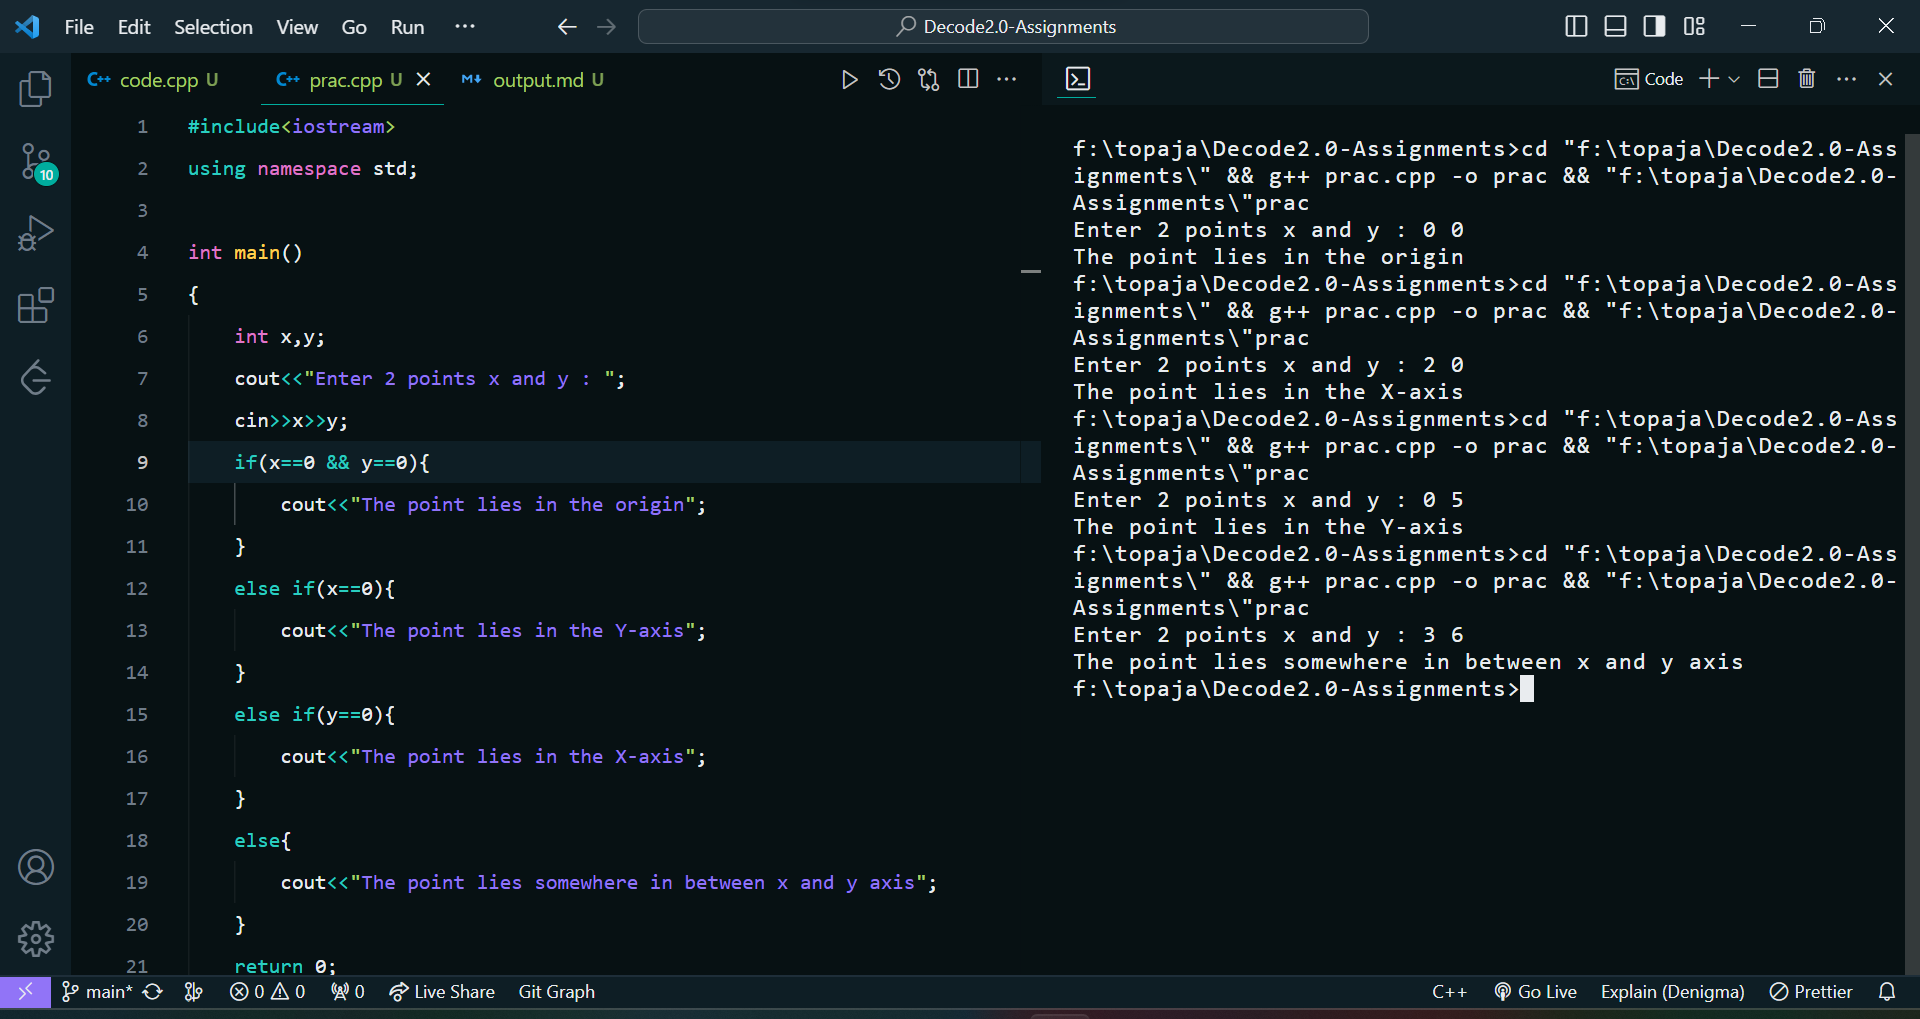 File Edit Selection View Go Run ··· Decode2.0-Assignments
C++ code.cpp U C++ prac.cpp U M↓ output.md U
1 #include<iostream>
2 using namespace std;
3
4 int main()
5 {
6 int x,y;
7 cout<<"Enter 2 points x and y : ";
8 cin>>x>>y;
9 if(x==0 && y==0){
10 cout<<"The point lies in the origin";
11 }
12 else if(x==0){
13 cout<<"The point lies in the Y-axis";
14 }
15 else if(y==0){
16 cout<<"The point lies in the X-axis";
17 }
18 else{
19 cout<<"The point lies somewhere in between x and y axis";
20 }
21 return 0;
Code
f:\topaja\Decode2.0-Assignments>cd "f:\topaja\Decode2.0-Ass
ignments\" && g++ prac.cpp -o prac && "f:\topaja\Decode2.0-
Assignments\"prac
Enter 2 points x and y : 0 0
The point lies in the origin
f:\topaja\Decode2.0-Assignments>cd "f:\topaja\Decode2.0-Ass
ignments\" && g++ prac.cpp -o prac && "f:\topaja\Decode2.0-
Assignments\"prac
Enter 2 points x and y : 2 0
The point lies in the X-axis
f:\topaja\Decode2.0-Assignments>cd "f:\topaja\Decode2.0-Ass
ignments\" && g++ prac.cpp -o prac && "f:\topaja\Decode2.0-
Assignments\"prac
Enter 2 points x and y : 0 5
The point lies in the Y-axis
f:\topaja\Decode2.0-Assignments>cd "f:\topaja\Decode2.0-Ass
ignments\" && g++ prac.cpp -o prac && "f:\topaja\Decode2.0-
Assignments\"prac
Enter 2 points x and y : 3 6
The point lies somewhere in between x and y axis
f:\topaja\Decode2.0-Assignments>
10
main* 0 0 0 Live Share Git Graph C++ Go Live Explain (Denigma) Prettier